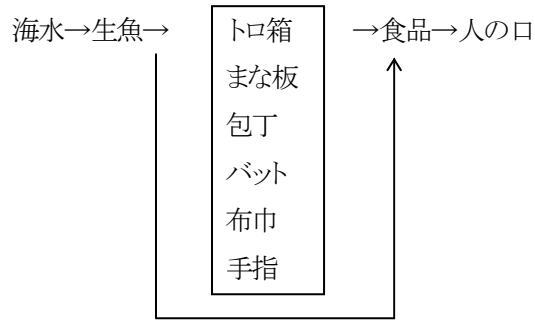 海水→生魚→ トロ箱 →食品→人の口
まな板
包丁
バット
布巾
手指